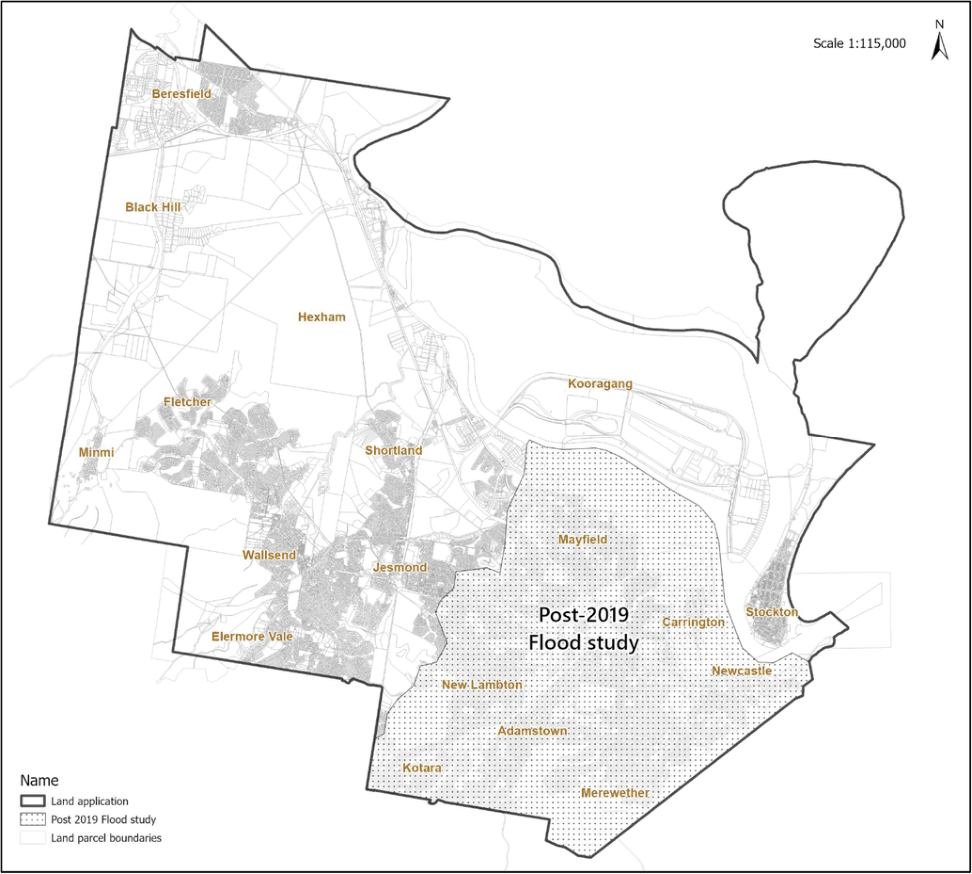 N
Scale 1:115,000
Beresfield
Black Hill
Hexham
Kooragang
Fletcher
Minmi
Shortland
Mayfield
Wallsend
Jesmond
Post-2019
Flood study
Stockton
Carrington
Elermore Vale
Newcastle
New Lambton
Adamstown
Kotara
Merewether
Name
Land application
Post 2019 Flood study
Land parcel boundaries